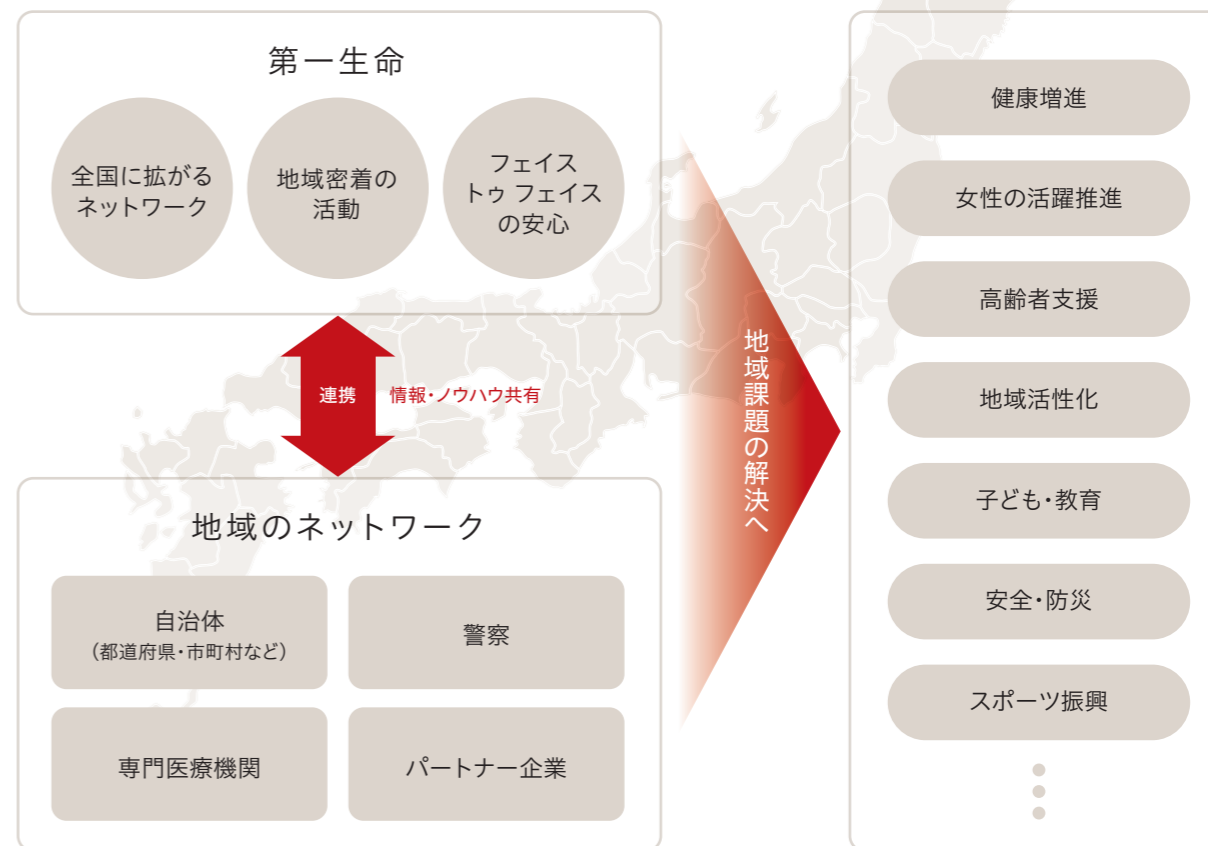 第一生命
全国に拡がる
ネットワーク
地域密着の
活動
フェイス
トゥ フェイス
の安心
連携
情報・ノウハウ共有
地域のネットワーク
自治体
（都道府県・市町村など）
警察
専門医療機関
パートナー企業
地域課題の解決へ
健康増進
女性の活躍推進
高齢者支援
地域活性化
子ども・教育
安全・防災
スポーツ振興